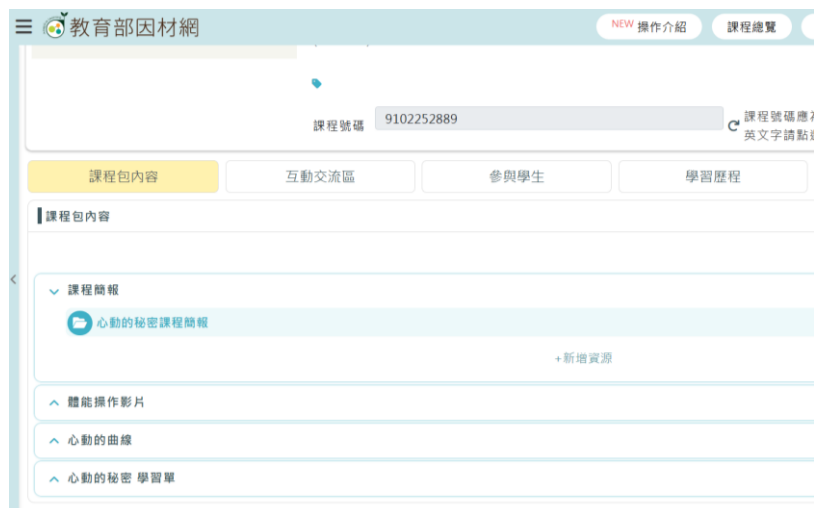 教育部因材網
NEW 操作介紹
課程總覽
課程號碼
9102252889
課程號碼應
英文字請點
課程包內容
互動交流區
參與學生
學習歷程
課程包內容
課程簡報
心動的秘密課程簡報
+新增資源
體能操作影片
心動的曲線
心動的秘密 學習單